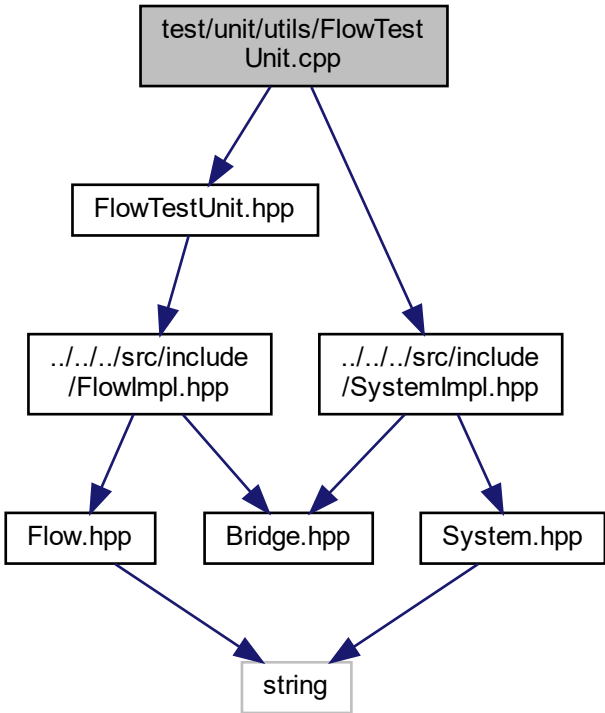 test/unit/utils/FlowTest
Unit.cpp
FlowTestUnit.hpp
../../../src/include
/FlowImpl.hpp
../../../src/include
/SystemImpl.hpp
Flow.hpp
Bridge.hpp
System.hpp
string